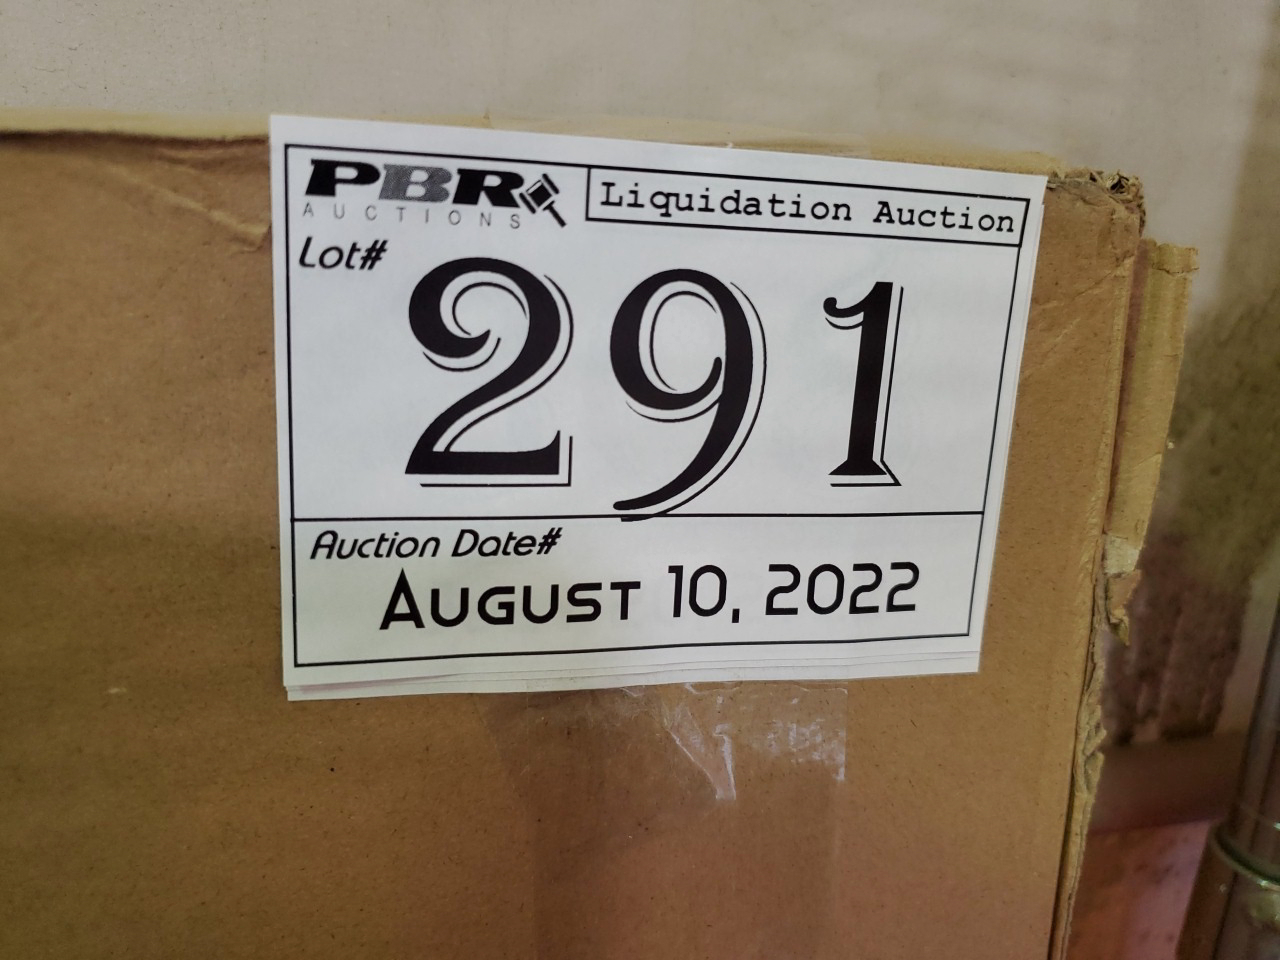 PBR
AUCTIONS
Liquidation Auction
Lot#
291
Auction Date#
August 10, 2022